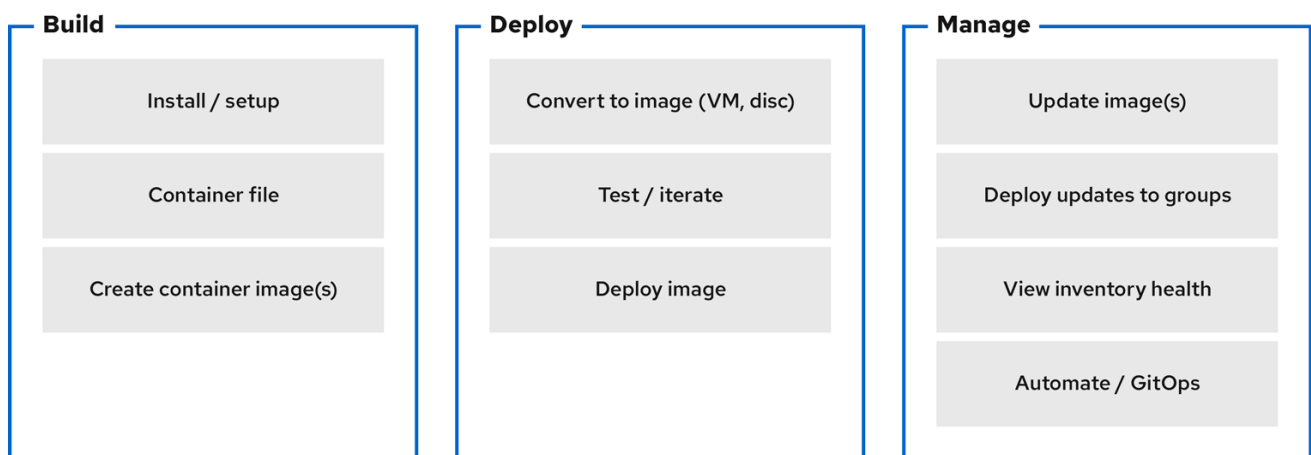 Build
Install / setup
Container file
Create container image(s)
Deploy
Convert to image (VM, disc)
Test / iterate
Deploy image
Manage
Update image(s)
Deploy updates to groups
View inventory health
Automate / GitOps